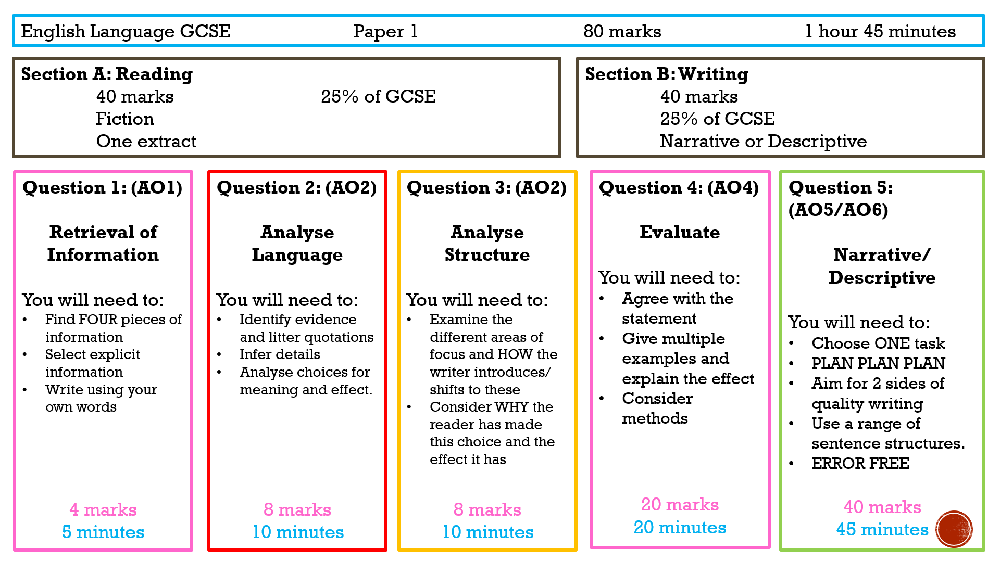 English Language GCSE Paper 1 80 marks 1 hour 45 minutes
Section A: Reading
40 marks 25% of GCSE
Fiction
One extract
Section B: Writing
40 marks
25% of GCSE
Narrative or Descriptive
Question 1: (AO1)
Retrieval of
Information
You will need to:
• Find FOUR pieces of
information
• Select explicit
information
• Write using your
own words
4 marks
5 minutes
Question 2: (AO2)
Analyse
Language
You will need to:
• Identify evidence
and litter quotations
• Infer details
• Analyse choices for
meaning and effect.
8 marks
10 minutes
Question 3: (AO2)
Analyse
Structure
You will need to:
• Examine the
different areas of
focus and HOW the
writer introduces/
shifts to these
• Consider WHY the
reader has made
this choice and the
effect it has
8 marks
10 minutes
Question 4: (AO4)
Evaluate
You will need to:
• Agree with the
statement
• Give multiple
examples and
explain the effect
• Consider
methods
20 marks
20 minutes
Question 5:
(AO5/AO6)
Narrative/
Descriptive
You will need to:
• Choose ONE task
• PLAN PLAN PLAN
• Aim for 2 sides of
quality writing
• Use a range of
sentence structures.
• ERROR FREE
40 marks
45 minutes